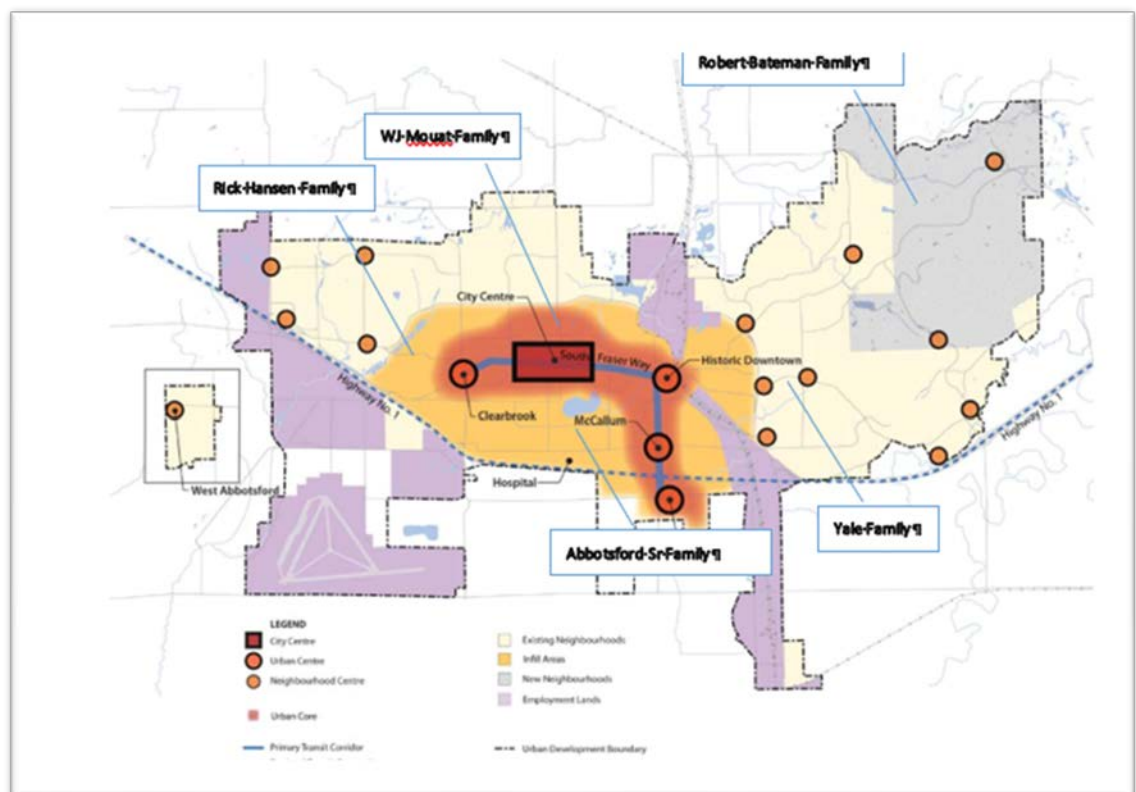 Robert·Bateman·Family¶
WJ·Mouat·Family¶
Rick·Hansen·Family¶
City Centre
South Fraser Way
Historic Downtown
Clearbrook
McCallum
Highway No. 1
Highway No. 1
Hospital
West Abbotsford
Yale·Family¶
Abbotsford·Sr·Family¶
LEGEND
City Centre
Urban Centre
Neighbourhood Centre
Urban Core
Primary Transit Corridor
Existing Neighbourhoods
Infill Areas
New Neighbourhoods
Employment Lands
Urban Development Boundary